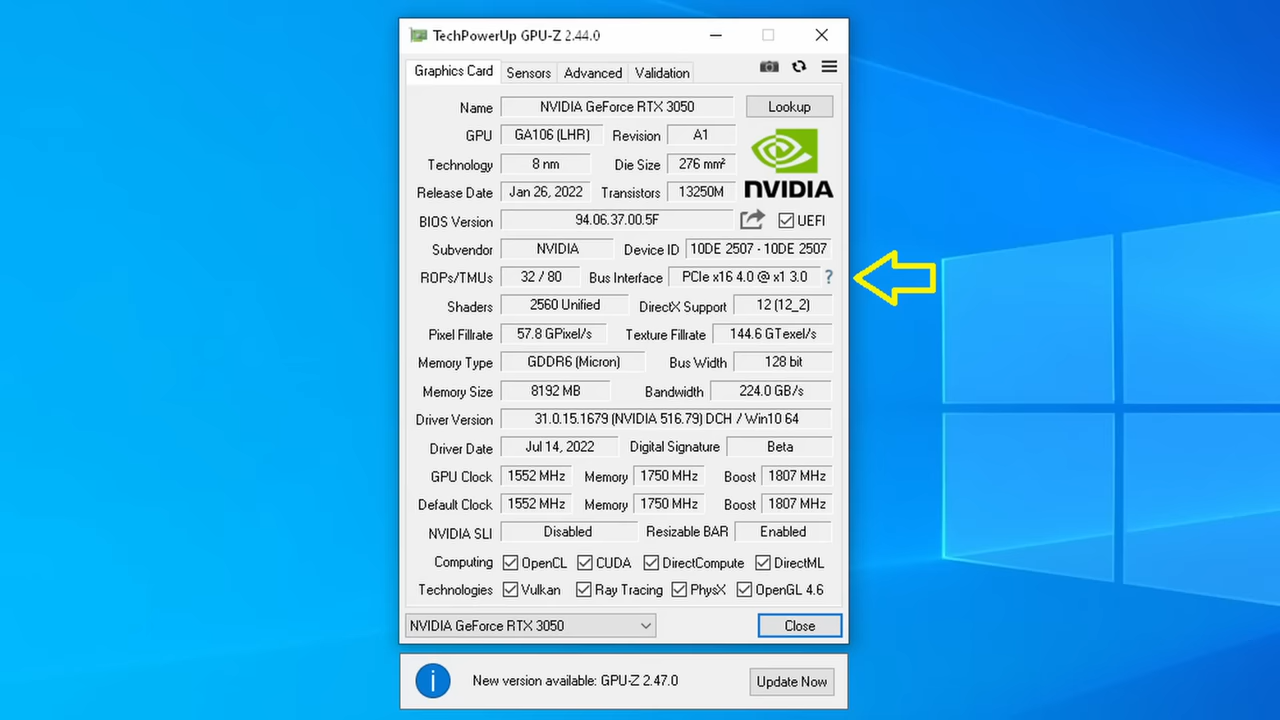 TechPowerUp GPU-Z 2.44.0
Graphics Card Sensors Advanced Validation
Name NVIDIA GeForce RTX 3050 Lookup
GPU GA106 (LHR) Revision A1
Technology 8 nm Die Size 276 mm²
Release Date Jan 26, 2022 Transistors 13250M
NVIDIA
BIOS Version 94.06.37.00.5F UEFI
Subvendor NVIDIA Device ID 10DE 2507 - 10DE 2507
ROPs/TMUs 32 / 80 Bus Interface PCIe x16 4.0 @ x1 3.0 ?
Shaders 2560 Unified DirectX Support 12 (12_2)
Pixel Fillrate 57.8 GPixel/s Texture Fillrate 144.6 GTexel/s
Memory Type GDDR6 (Micron) Bus Width 128 bit
Memory Size 8192 MB Bandwidth 224.0 GB/s
Driver Version 31.0.15.1679 (NVIDIA 516.79) DCH / Win10 64
Driver Date Jul 14, 2022 Digital Signature Beta
GPU Clock 1552 MHz Memory 1750 MHz Boost 1807 MHz
Default Clock 1552 MHz Memory 1750 MHz Boost 1807 MHz
NVIDIA SLI Disabled Resizable BAR Enabled
Computing OpenCL CUDA DirectCompute DirectML
Technologies Vulkan Ray Tracing PhysX OpenGL 4.6
NVIDIA GeForce RTX 3050 Close
i New version available: GPU-Z 2.47.0 Update Now